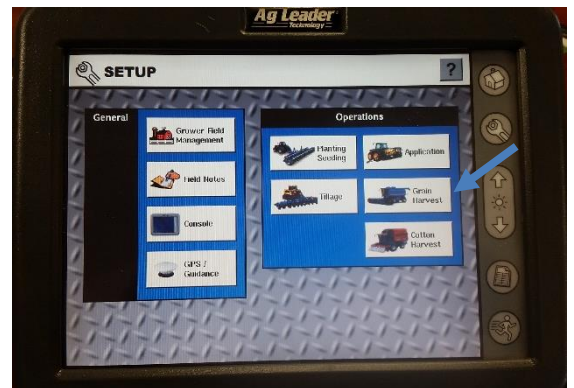 Ag Leader
Technology
SETUP
?
General
Grower Field
Management
Field Notes
Console
GPS /
Guidance
Operations
Planting
Seeding
Application
Tillage
Grain
Harvest
Cotton
Harvest